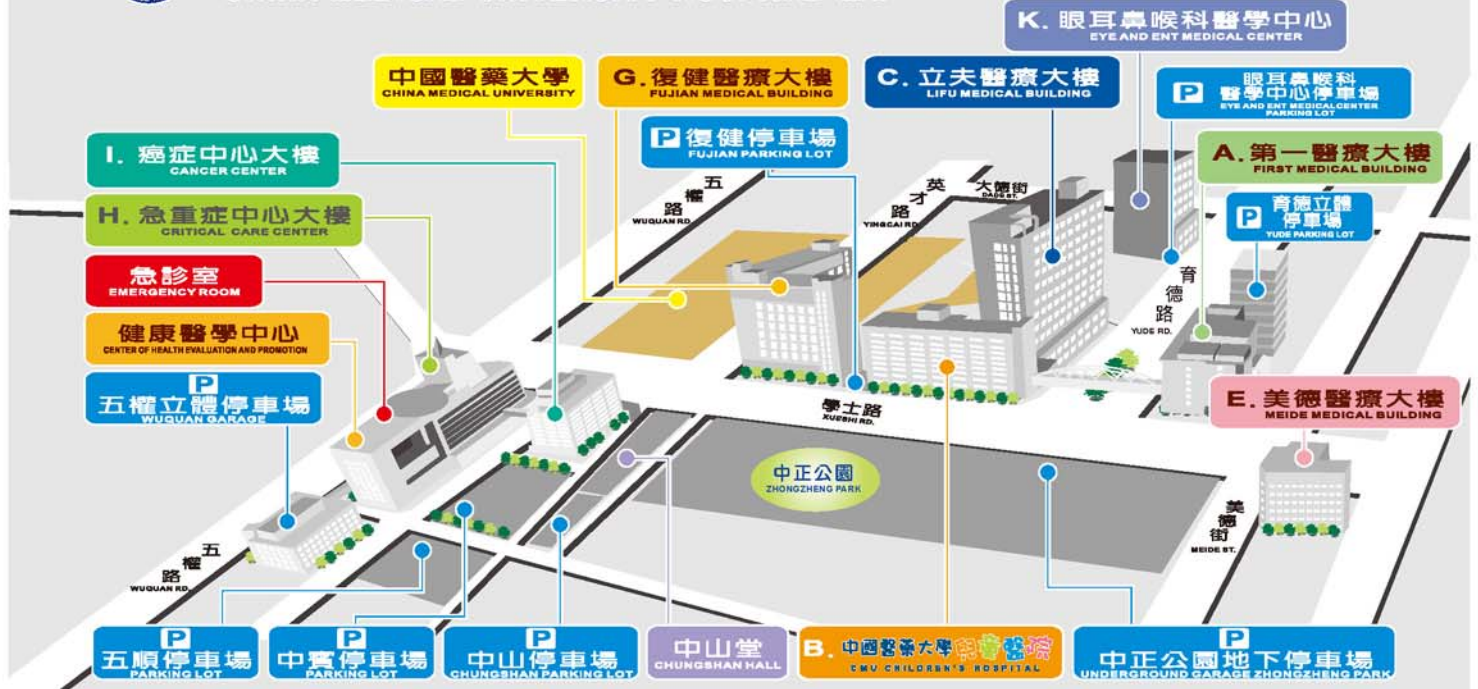 K. 眼耳鼻喉科醫學中心
EYE AND ENT MEDICAL CENTER
中國醫藥大學
CHINA MEDICAL UNIVERSITY
G. 復健醫療大樓
FUJIAN MEDICAL BUILDING
C. 立夫醫療大樓
LIFU MEDICAL BUILDING
P 眼耳鼻喉科
醫學中心停車場
EYE AND ENT MEDICALCENTER
PARKING LOT
P 復健停車場
FUJIAN PARKING LOT
I. 癌症中心大樓
CANCER CENTER
A. 第一醫療大樓
FIRST MEDICAL BUILDING
五權路
WUQUAN RD.
英才路
YINGCAI RD.
大德街
DADE ST.
H. 急重症中心大樓
CRITICAL CARE CENTER
P 育德立體
停車場
YUDE PARKING LOT
急診室
EMERGENCY ROOM
育德路
YUDE RD.
健康醫學中心
CENTER OF HEALTH EVALUATION AND PROMOTION
P
五權立體停車場
WUQUAN GARAGE
學士路
XUESHI RD.
E. 美德醫療大樓
MEIDE MEDICAL BUILDING
中正公園
ZHONGZHENG PARK
美德街
MEIDE ST.
五權路
WUQUAN RD.
P
五順停車場
PARKING LOT
P
中賓停車場
PARKING LOT
P
中山停車場
CHUNGSHAN PARKING LOT
中山堂
CHUNGSHAN HALL
B. 中國醫藥大學兒童醫院
CMU CHILDREN'S HOSPITAL
P
中正公園地下停車場
UNDERGROUND GARAGE ZHONGZHENG PARK